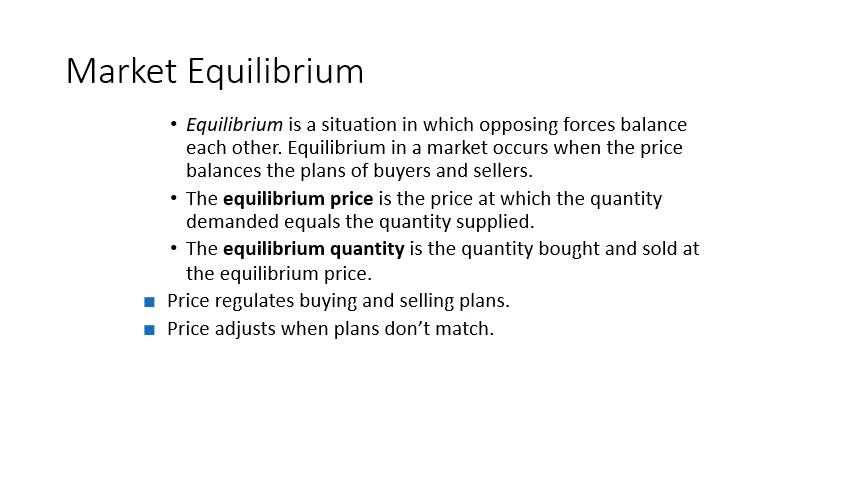 Market Equilibrium
• Equilibrium is a situation in which opposing forces balance
each other. Equilibrium in a market occurs when the price
balances the plans of buyers and sellers.
• The equilibrium price is the price at which the quantity
demanded equals the quantity supplied.
• The equilibrium quantity is the quantity bought and sold at
the equilibrium price.
■ Price regulates buying and selling plans.
■ Price adjusts when plans don’t match.